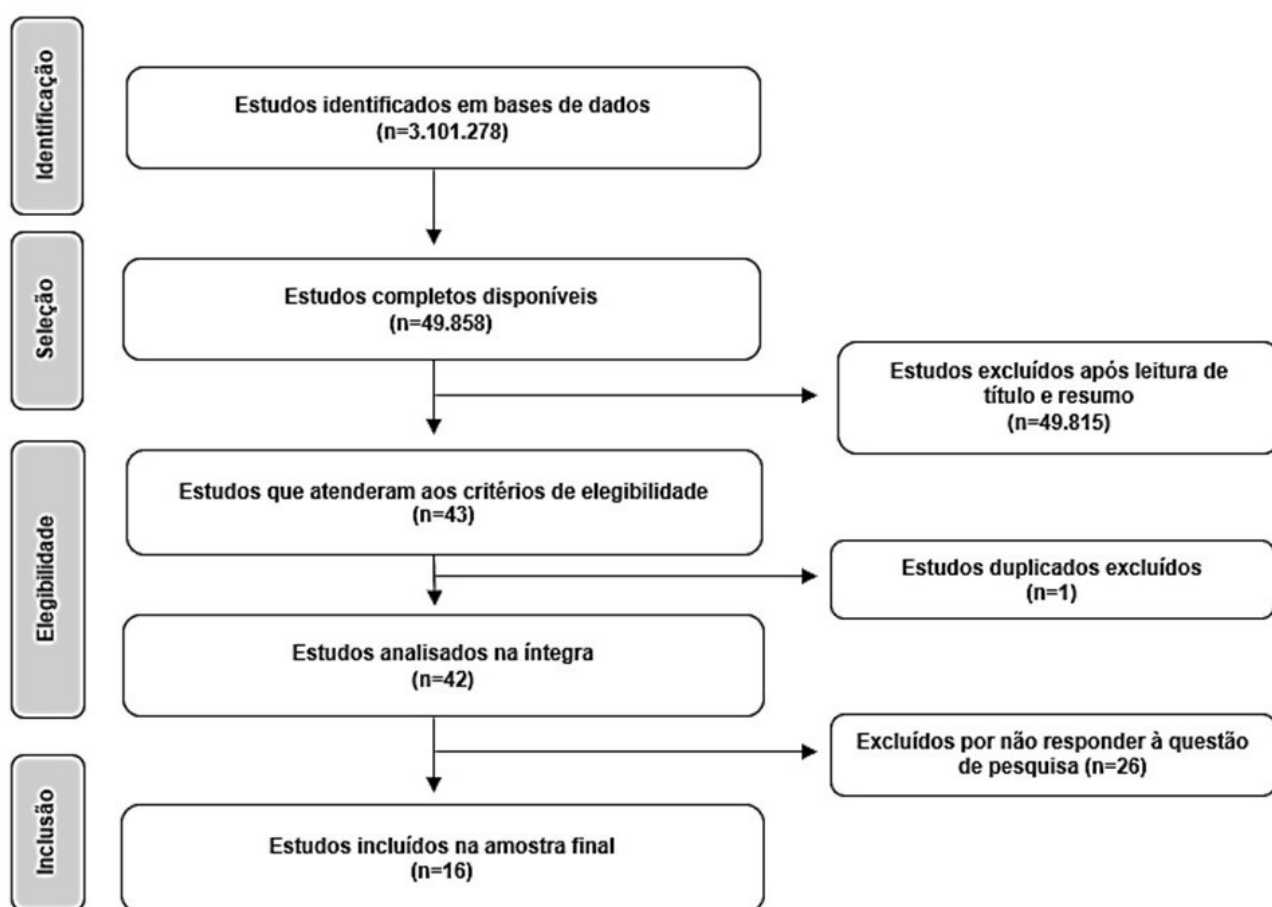 Identificação
Estudos identificados em bases de dados
(n=3.101.278)
Seleção
Estudos completos disponíveis
(n=49.858)
Estudos excluídos após leitura de
título e resumo
(n=49.815)
Elegibilidade
Estudos que atenderam aos critérios de elegibilidade
(n=43)
Estudos duplicados excluídos
(n=1)
Estudos analisados na íntegra
(n=42)
Excluídos por não responder à questão
de pesquisa (n=26)
Inclusão
Estudos incluídos na amostra final
(n=16)